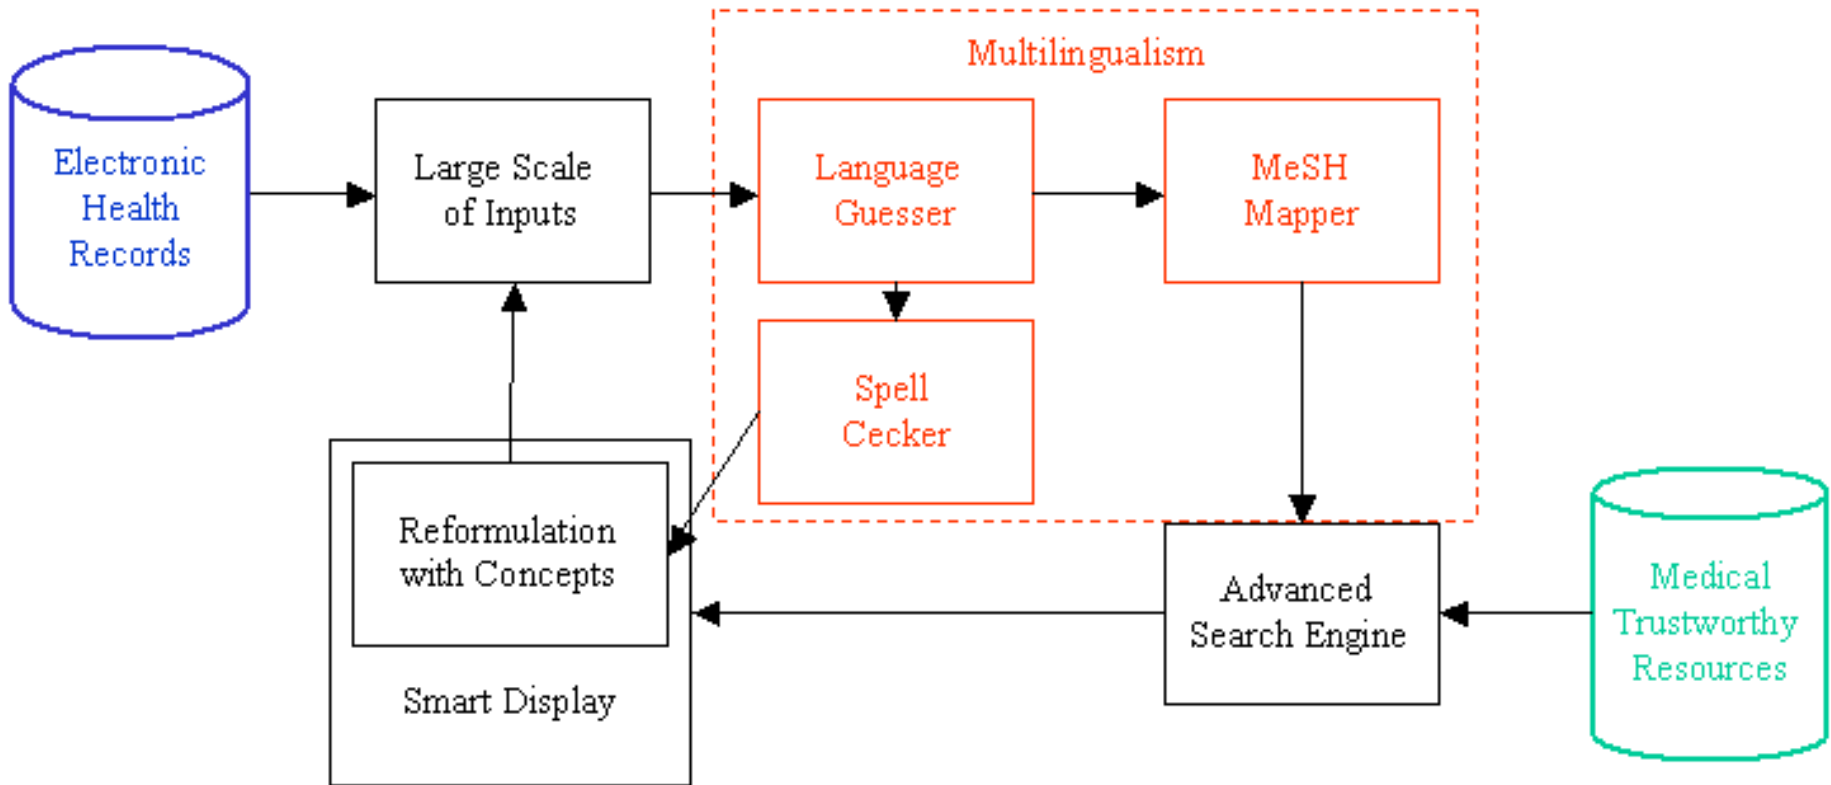 Multilingualism
Electronic
Health
Records
Large Scale
of Inputs
Language
Guesser
MeSH
Mapper
Spell
Cecker
Reformulation
with Concepts
Smart Display
Advanced
Search Engine
Medical
Trustworthy
Resources